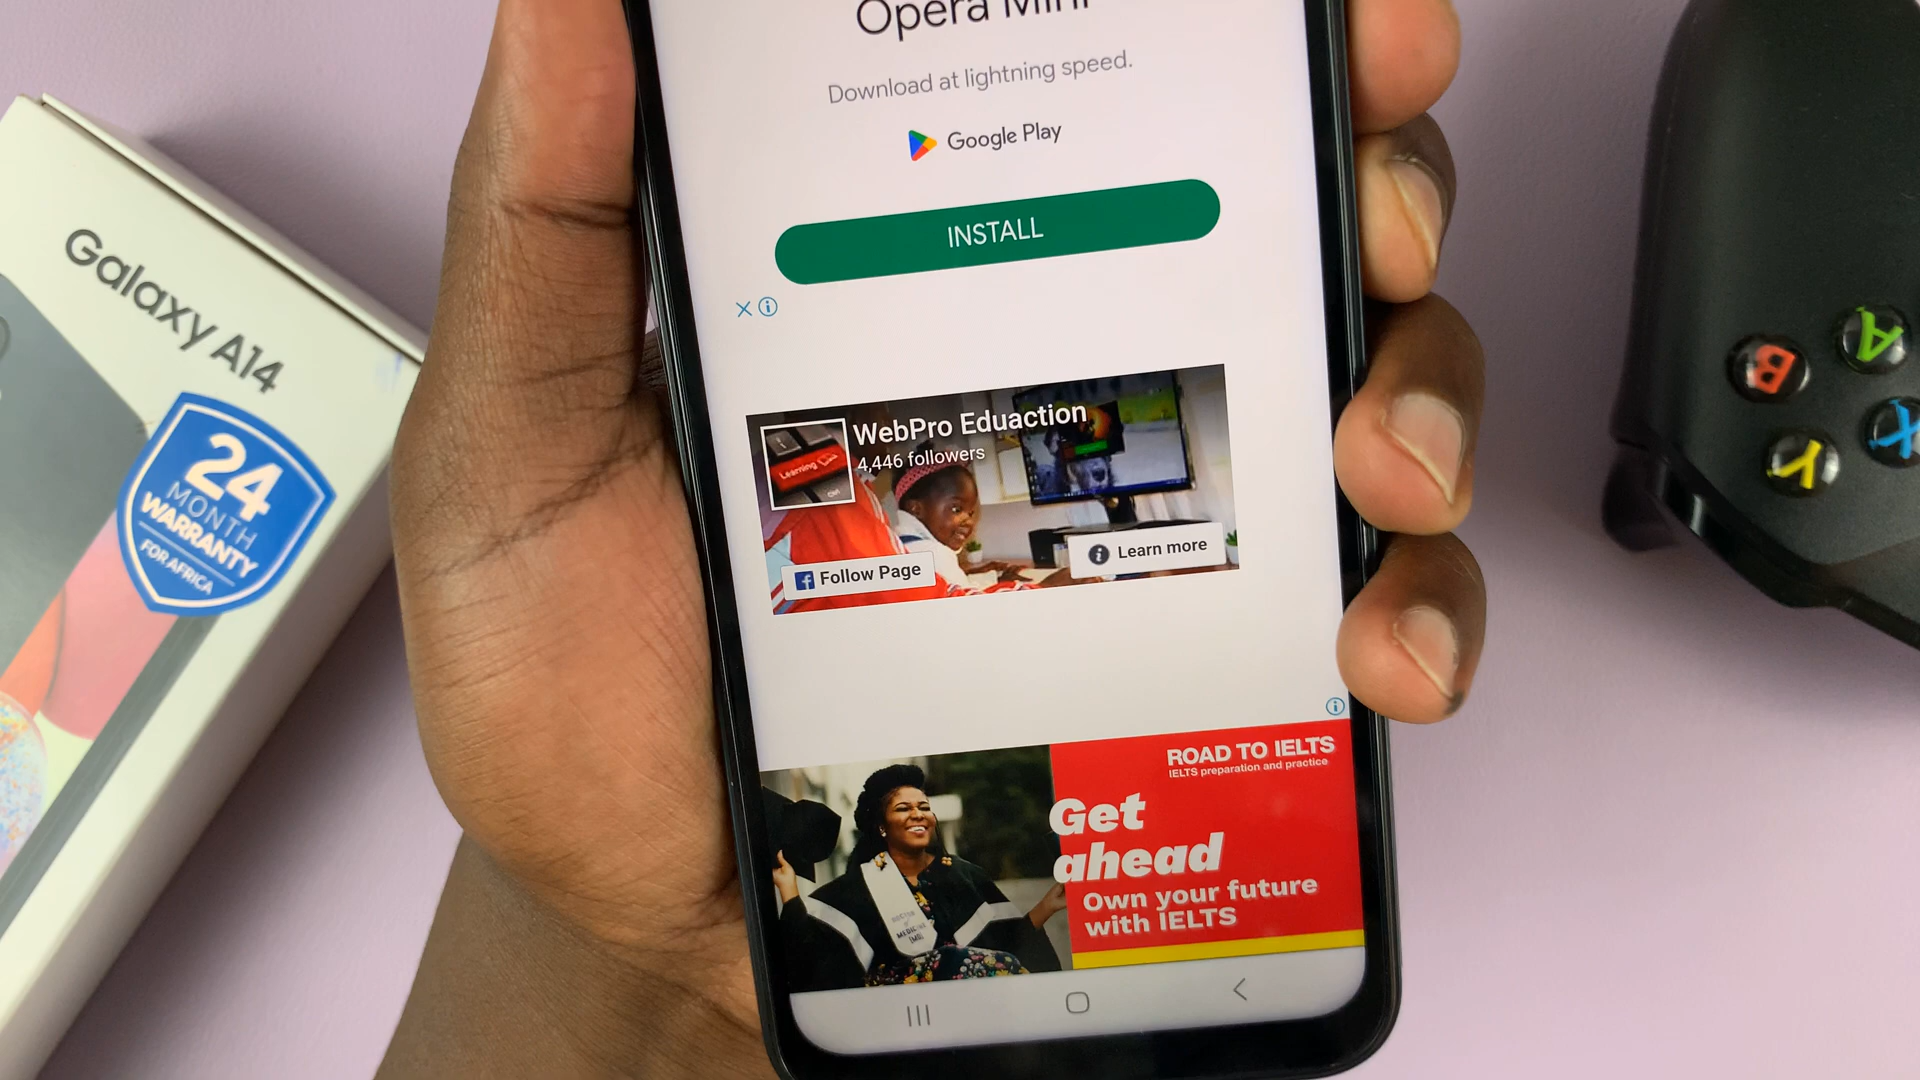 Opera Mini
Download at lightning speed.
Google Play
INSTALL
WebPro Eduaction
4,446 followers
Learning
Follow Page
Learn more
ROAD TO IELTS
IELTS preparation and practice
Get
ahead
Own your future
with IELTS
Galaxy A14
24
MONTH
WARRANTY
FOR AFRICA
A
B
X
Y